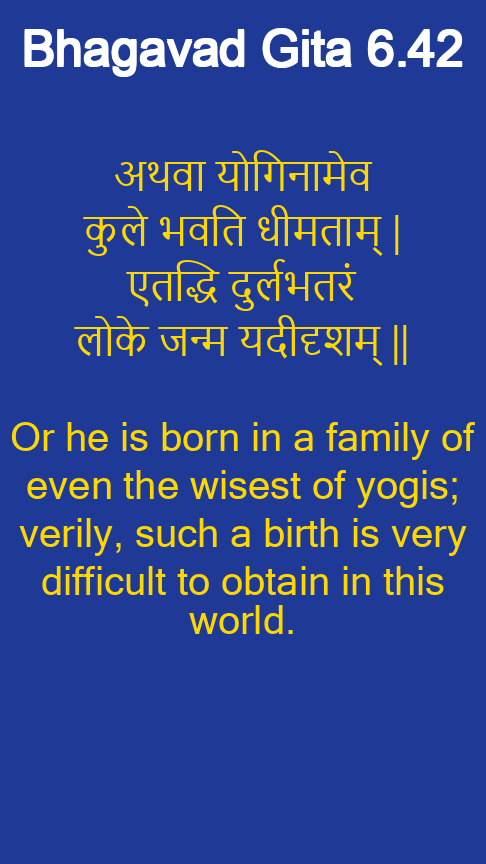 Bhagavad Gita 6.42
अथवा योगिनामेव
कुले भवति धीमताम् |
एतद्धि दुर्लभतरं
लोके जन्म यदीदृशम् ||
Or he is born in a family of
even the wisest of yogis;
verily, such a birth is very
difficult to obtain in this
world.